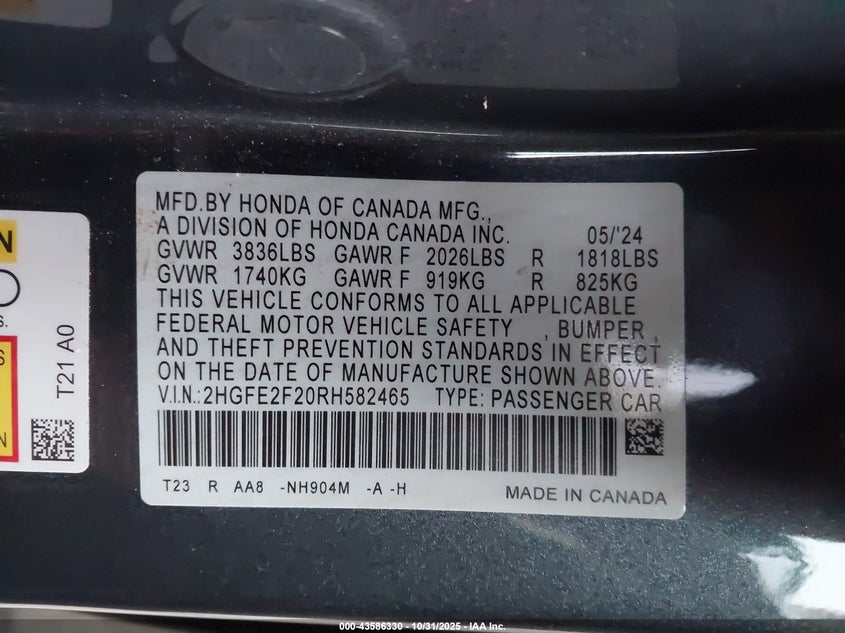 MFD.BY HONDA OF CANADA MFG.,
A DIVISION OF HONDA CANADA INC. 05/'24
GVWR 3836LBS GAWR F 2026LBS R 1818LBS
GVWR 1740KG GAWR F 919KG R 825KG
THIS VEHICLE CONFORMS TO ALL APPLICABLE
FEDERAL MOTOR VEHICLE SAFETY , BUMPER ,
AND THEFT PREVENTION STANDARDS IN EFFECT
ON THE DATE OF MANUFACTURE SHOWN ABOVE.
V.I.N.: 2HGFE2F20RH582465 TYPE: PASSENGER CAR
T23 R AA8 -NH904M -A -H MADE IN CANADA
N
S.
S
N
T21 A0
000-43586330 - 10/31/2025 - IAA Inc.